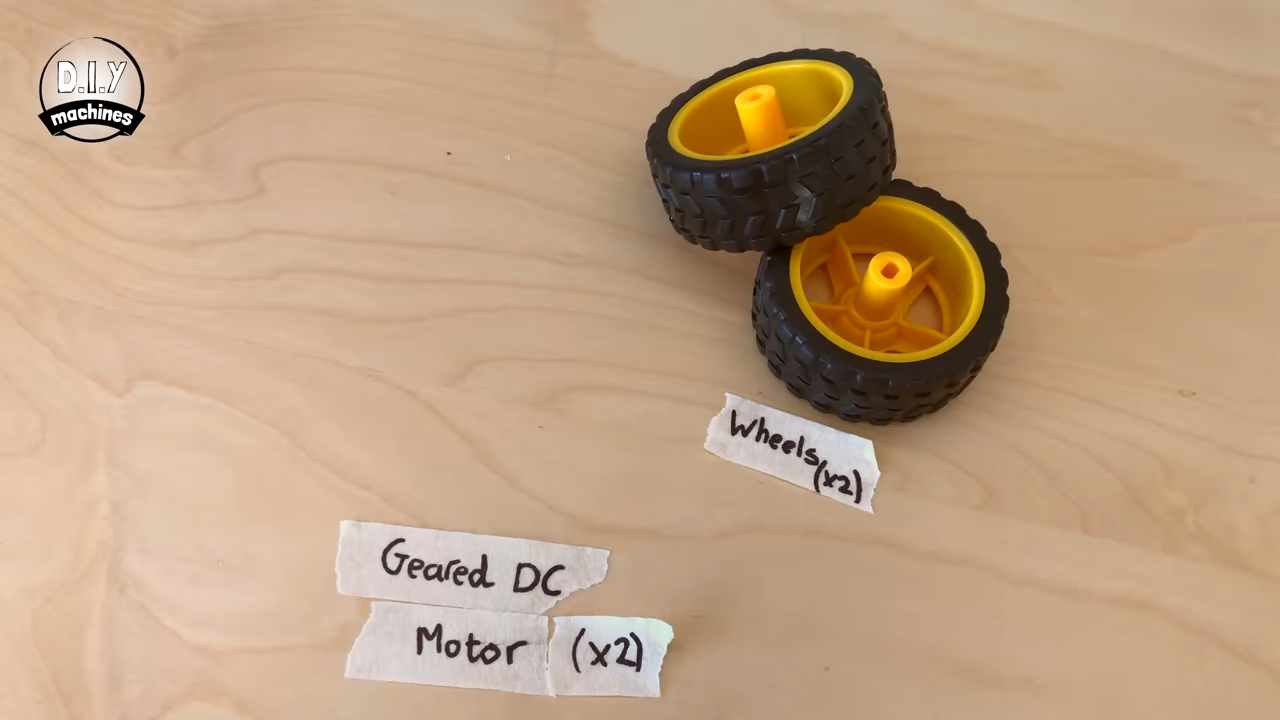 D.I.Y
machines
Wheels
(x2)
Geared DC
Motor (x2)